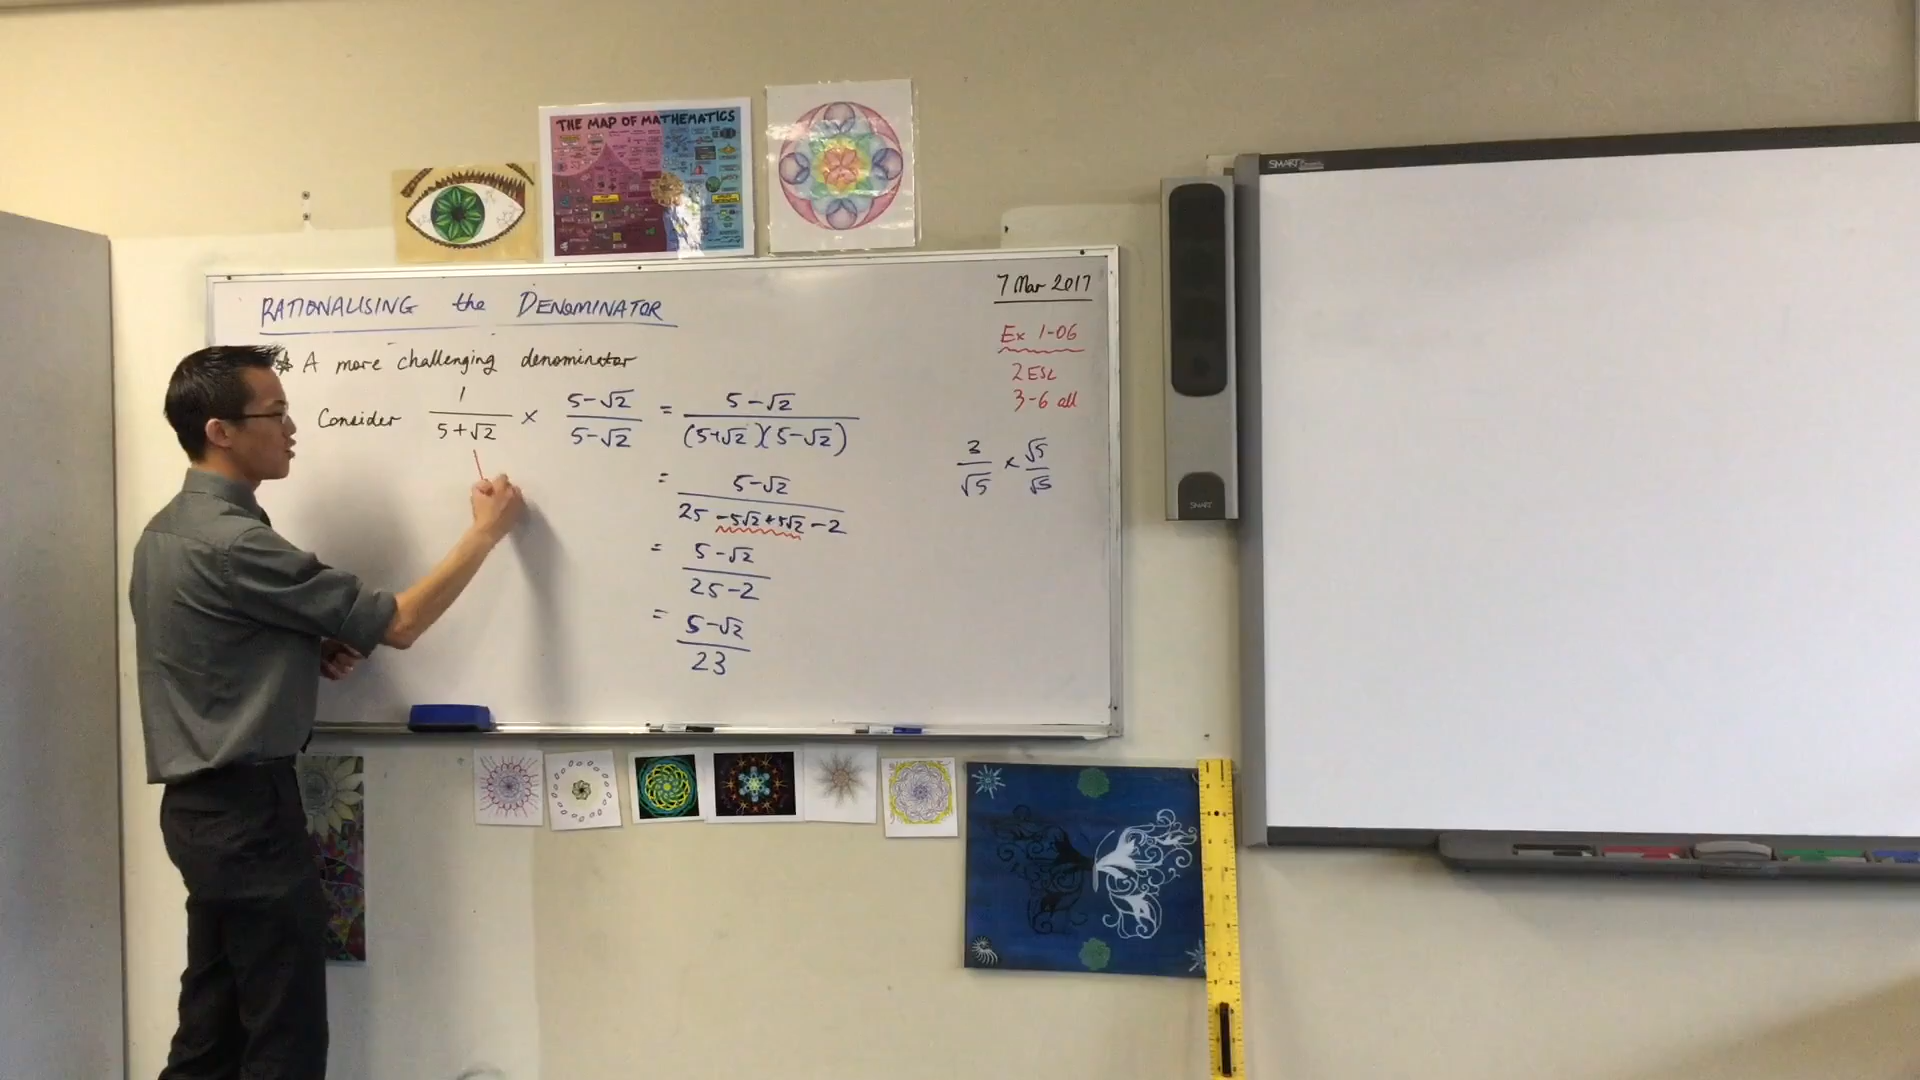 THE MAP OF MATHEMATICS
SMART
7 Mar 2017
RATIONALISING the DENOMINATOR
Ex 1-06
2 ESL
3-6 all
* A more challenging denominator
Consider 1/(5+√2) × (5-√2)/(5-√2) = (5-√2)/((5+√2)(5-√2))
= (5-√2)/(25 -5√2+5√2 -2)
= (5-√2)/(25-2)
= (5-√2)/23
3/√5 × √5/√5
SMART